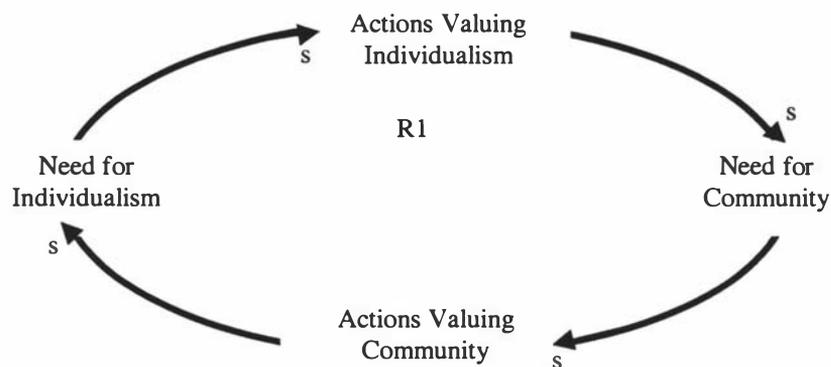 Actions Valuing
Individualism
s
R1
s
Need for
Individualism
Need for
Community
s
Actions Valuing
Community
s